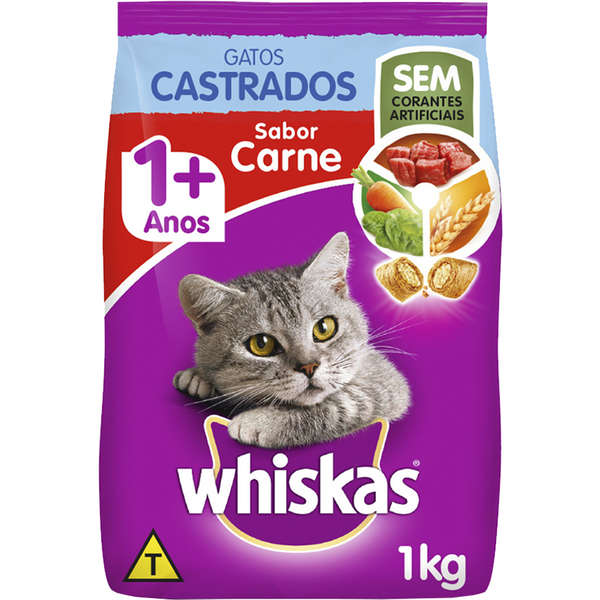 GATOS
CASTRADOS
SEM
CORANTES
ARTIFICIAIS
Sabor
Carne
1+
Anos
whiskas®
T
1kg